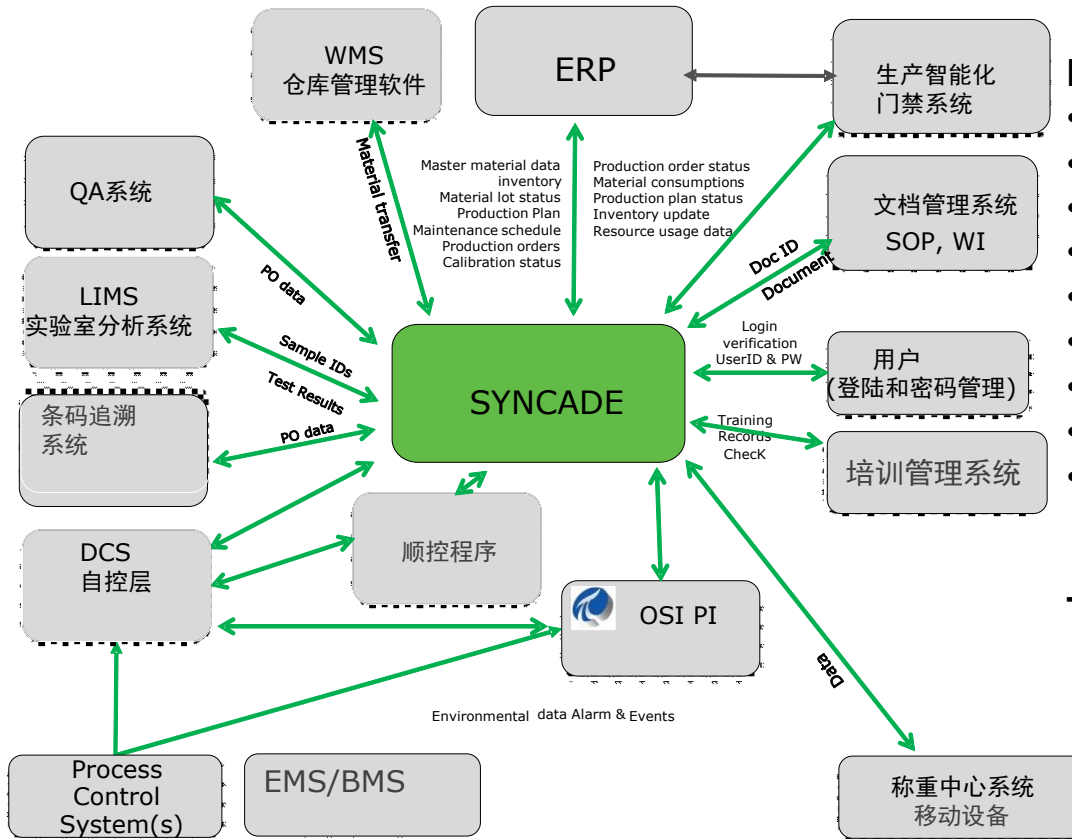 WMS
仓库管理软件
ERP
生产智能化
门禁系统
QA系统
Material transfer
Master material data
inventory
Material lot status
Production Plan
Maintenance schedule
Production orders
Calibration status
Production order status
Material consumptions
Production plan status
Inventory update
Resource usage data
文档管理系统
SOP, WI
Doc ID
Document
PO data
LIMS
实验室分析系统
Sample IDs
Test Results
SYNCADE
Login
verification
UserID & PW
用户
(登陆和密码管理)
条码追溯
系统
PO data
Training
Records
ChecK
培训管理系统
DCS
自控层
顺控程序
OSI PI
Data
Environmental data Alarm & Events
Process
Control
System(s)
EMS/BMS
称重中心系统
移动设备